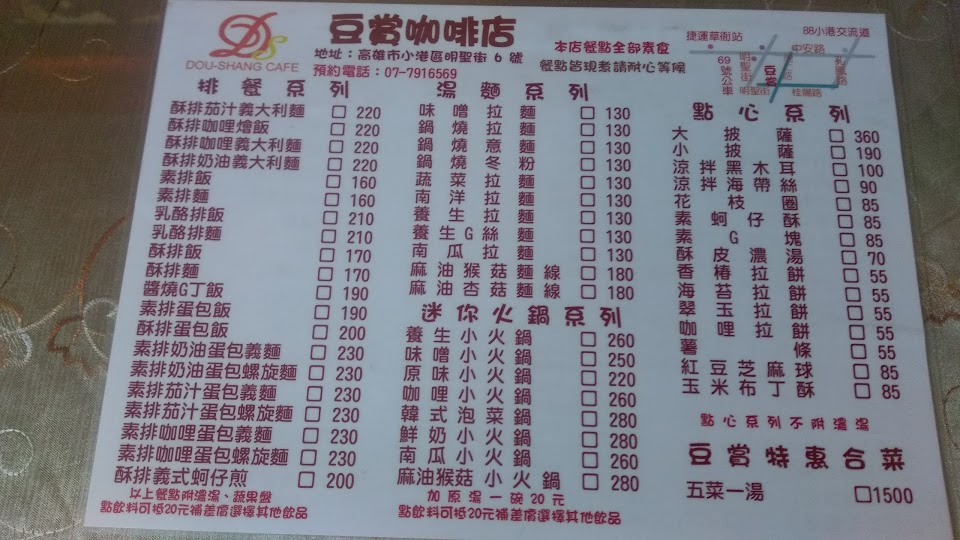 DS
DOU-SHANG CAFE
豆賞咖啡店
地址：高雄市小港區明聖街 6 號
預約電話：07-7916569
本店餐點全部素食
餐點皆現煮請耐心等候
捷運草衙站
88小港交流道
中安路
69號公車
明聖街
豆賞
明聖街
桂陽路
排餐系列
酥排茄汁義大利麵 □ 220
酥排咖哩燴飯 □ 220
酥排咖哩義大利麵 □ 220
酥排奶油義大利麵 □ 220
素排飯 □ 160
素排麵 □ 160
乳酪排飯 □ 210
乳酪排麵 □ 210
酥排飯 □ 170
酥排麵 □ 170
醬燒G丁飯 □ 190
素排蛋包飯 □ 190
酥排蛋包飯 □ 200
素排奶油蛋包義麵 □ 230
素排奶油蛋包螺旋麵 □ 230
素排茄汁蛋包義麵 □ 230
素排茄汁蛋包螺旋麵 □ 230
素排咖哩蛋包義麵 □ 230
素排咖哩蛋包螺旋麵 □ 230
酥排義式蚵仔煎 □ 200
以上餐點附濃湯、蔬果盤
點飲料可抵20元補差價選擇其他飲品
湯麵系列
味噌拉麵 □ 130
鍋燒拉麵 □ 130
鍋燒意麵 □ 130
鍋燒冬粉 □ 130
蔬菜拉麵 □ 130
南洋拉麵 □ 130
養生拉麵 □ 130
養生G絲麵 □ 130
南瓜拉麵 □ 130
麻油猴菇麵線 □ 180
麻油杏菇麵線 □ 180
迷你火鍋系列
養生小火鍋 □ 260
味噌小火鍋 □ 250
原味小火鍋 □ 220
咖哩小火鍋 □ 260
韓式泡菜鍋 □ 280
鮮奶小火鍋 □ 280
南瓜小火鍋 □ 260
麻油猴菇小火鍋 □ 280
加原湯一碗20元
點飲料可抵20元補差價選擇其他飲品
點心系列
大披薩 □ 360
小披薩 □ 190
涼拌黑木耳 □ 100
涼拌海帶絲 □ 90
花枝圈 □ 85
素蚵仔酥 □ 85
素G塊 □ 85
酥皮濃湯 □ 70
香椿拉餅 □ 55
海苔拉餅 □ 55
翠玉拉餅 □ 55
咖哩拉餅 □ 55
薯條 □ 55
紅豆芝麻球 □ 85
玉米布丁酥 □ 85
點心系列不附濃湯
豆賞特惠合菜
五菜一湯 □1500